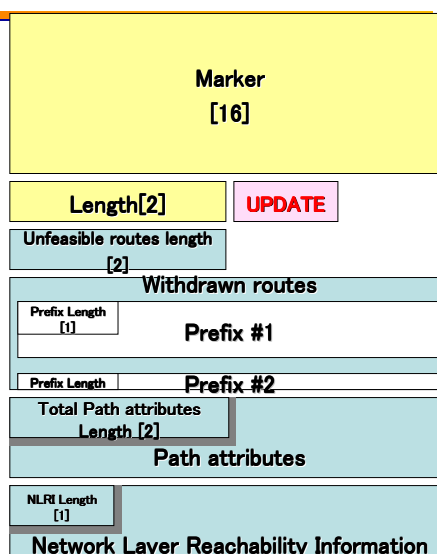 Marker
[16]
Length[2]
UPDATE
Unfeasible routes length
[2]
Withdrawn routes
Prefix Length
[1]
Prefix #1
Prefix Length
Prefix #2
Total Path attributes
Length [2]
Path attributes
NLRI Length
[1]
Network Layer Reachability Information